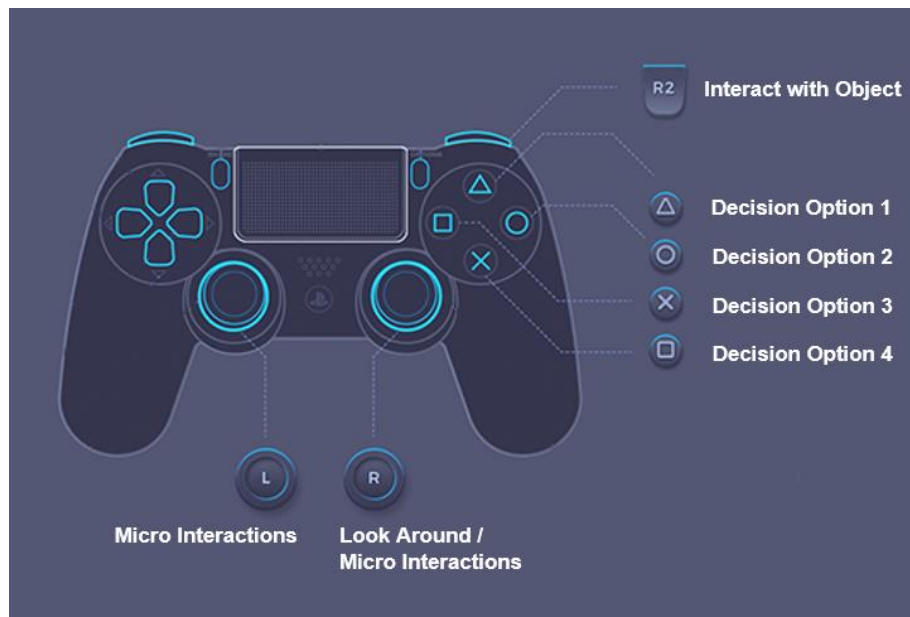 R2 Interact with Object
Decision Option 1
Decision Option 2
Decision Option 3
Decision Option 4
L
R
Micro Interactions
Look Around /
Micro Interactions